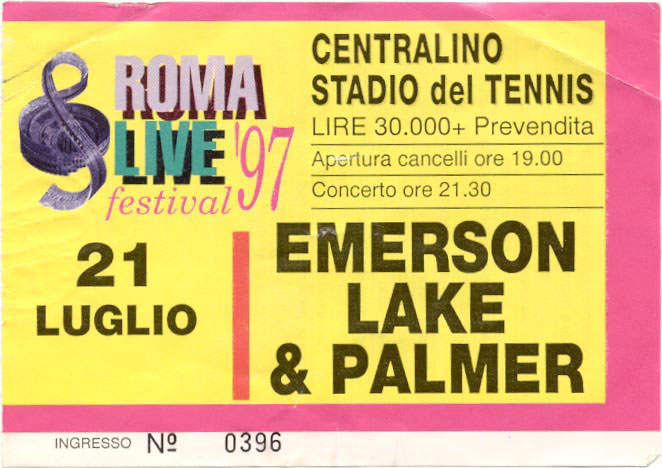 ROMA
LIVE '97
festival
CENTRALINO
STADIO del TENNIS
LIRE 30.000+ Prevendita
Apertura cancelli ore 19.00
Concerto ore 21.30
21
LUGLIO
EMERSON
LAKE
& PALMER
INGRESSO Nº 0396